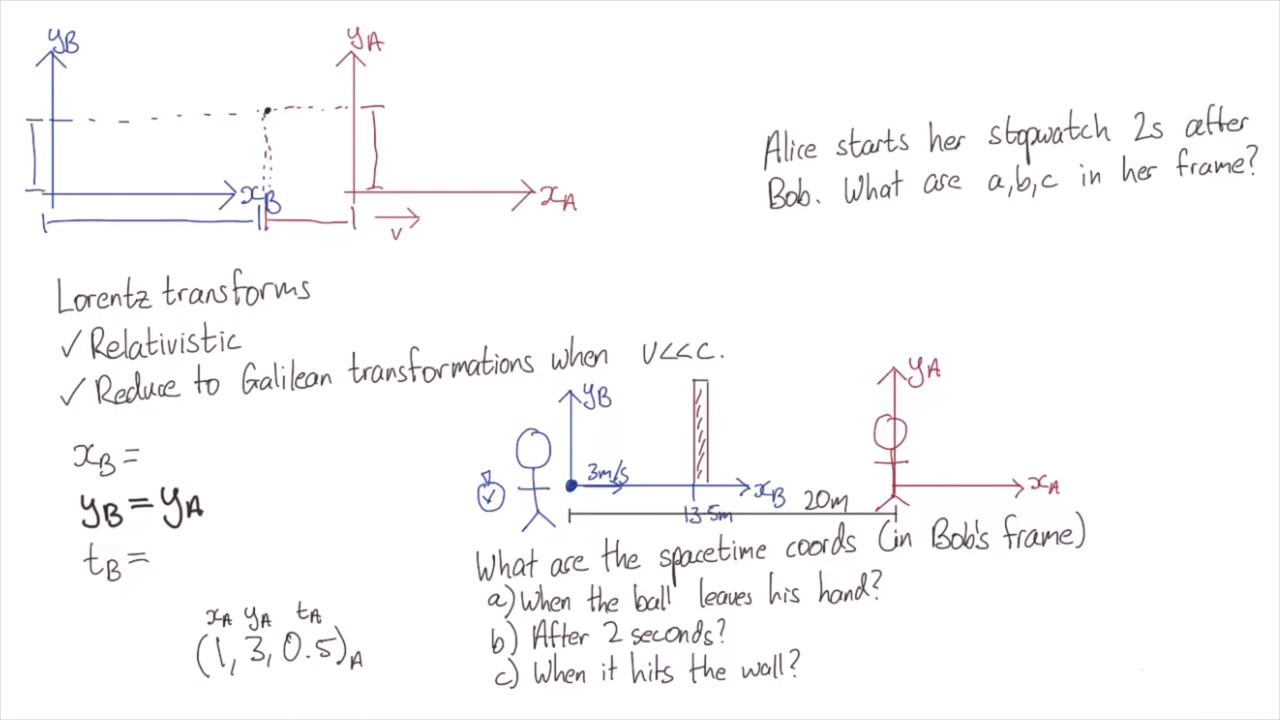 yB
yA
xB
xA
v
Alice starts her stopwatch 2s after
Bob. What are a,b,c in her frame?
Lorentz transforms
✓ Relativistic
✓ Reduce to Galilean transformations when v<<c.
xB =
yB = yA
tB =
xA yA tA
(1, 3, 0.5)A
yB
yA
3m/s
xB
xA
13.5m
20m
What are the spacetime coords (in Bob's frame)
a) When the ball leaves his hand?
b) After 2 seconds?
c) When it hits the wall?